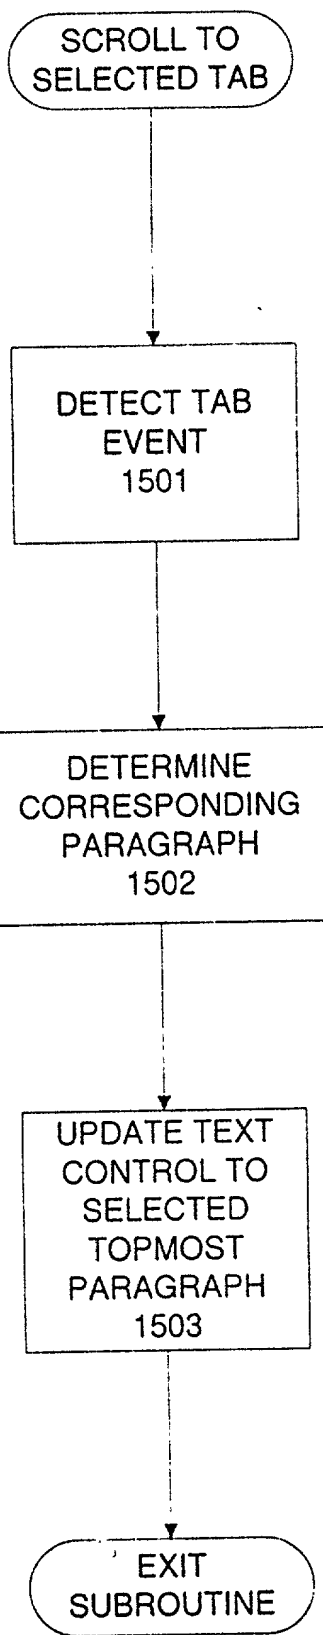 SCROLL TO
SELECTED TAB
DETECT TAB
EVENT
1501
DETERMINE
CORRESPONDING
PARAGRAPH
1502
UPDATE TEXT
CONTROL TO
SELECTED
TOPMOST
PARAGRAPH
1503
EXIT
SUBROUTINE